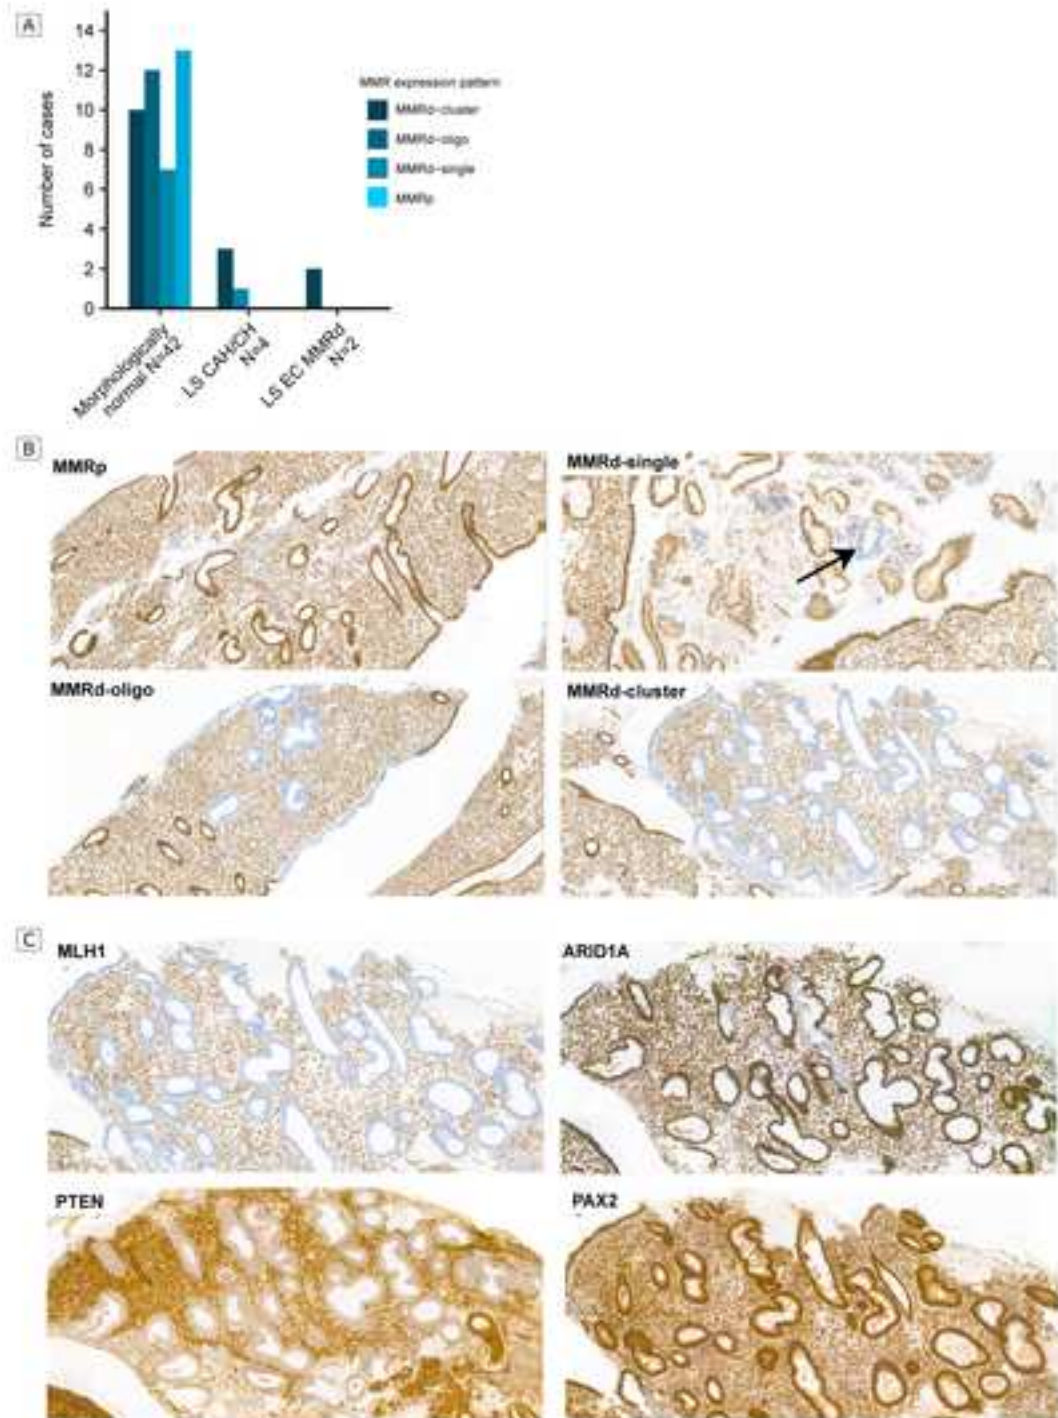 A
14
12
10
8
6
4
2
0
Number of cases
MMR expression pattern
MMRd-cluster
MMRd-oligo
MMRd-single
MMRp
Morphologically
normal N=42
LS CAH/CH
N=4
LS EC MMRd
N=2
B
MMRp
MMRd-single
MMRd-oligo
MMRd-cluster
C
MLH1
ARID1A
PTEN
PAX2